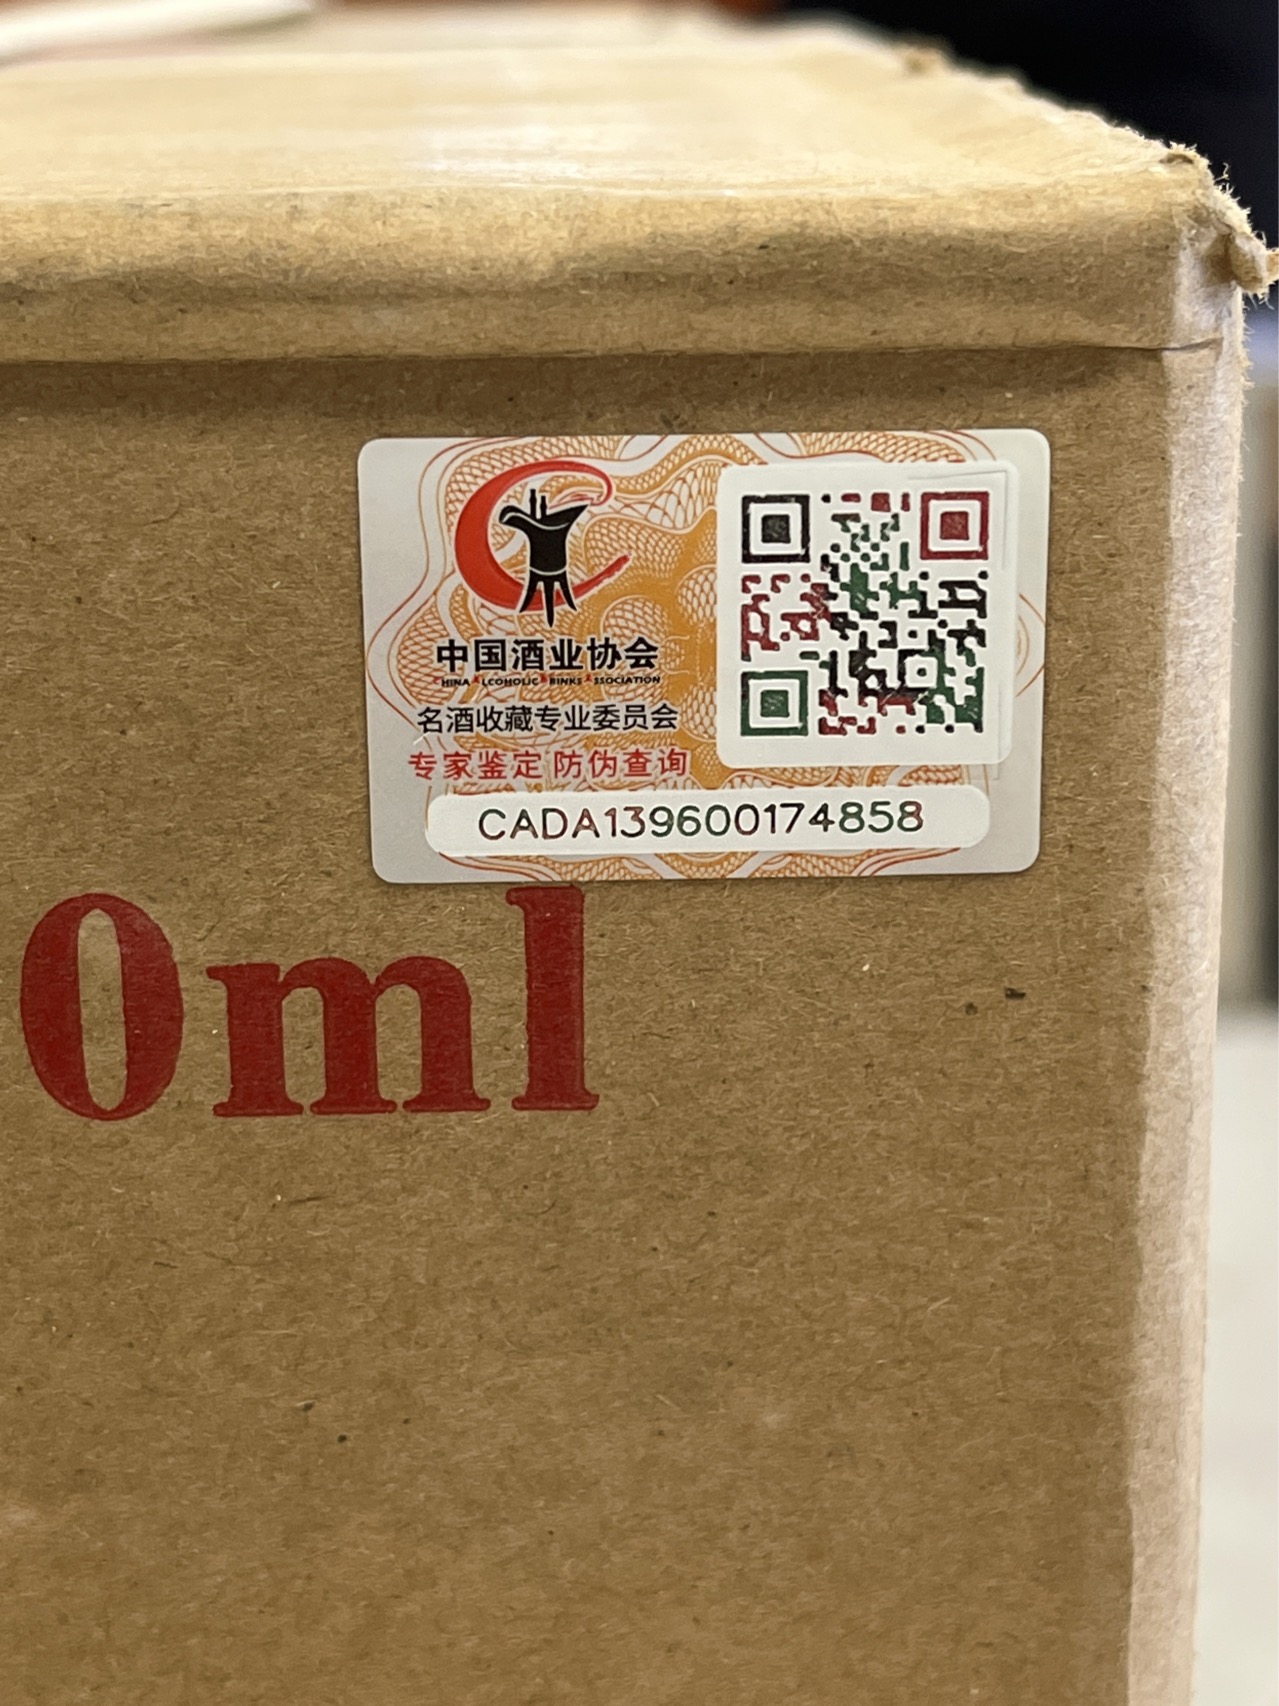 中国酒业协会
HINA LCOHOLIC RINKS SSOCIATION
名酒收藏专业委员会
专家鉴定 防伪查询
CADA139600174858
0ml